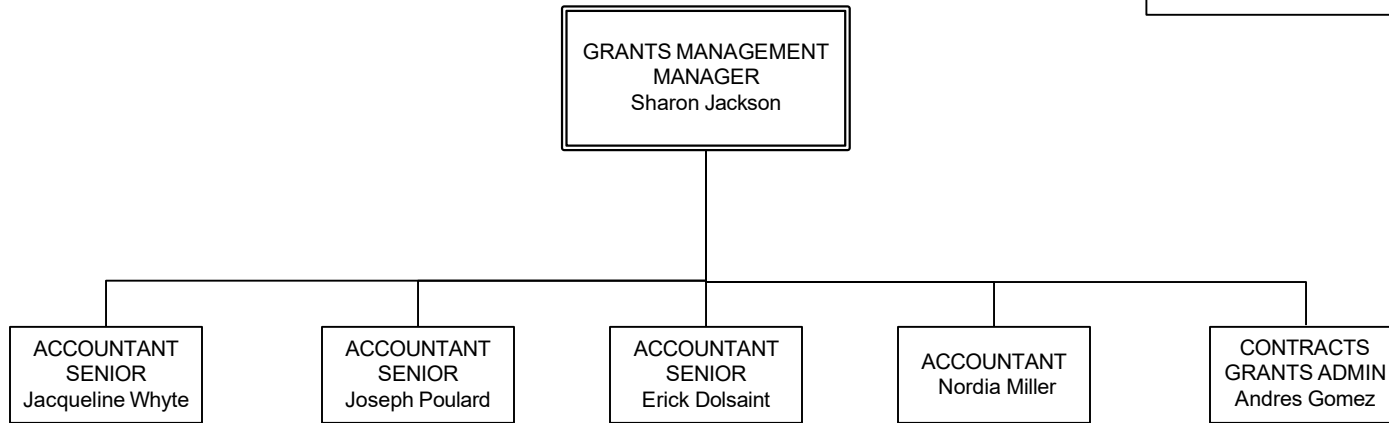 GRANTS MANAGEMENT
MANAGER
Sharon Jackson
ACCOUNTANT
SENIOR
Jacqueline Whyte
ACCOUNTANT
SENIOR
Joseph Poulard
ACCOUNTANT
SENIOR
Erick Dolsaint
ACCOUNTANT
Nordia Miller
CONTRACTS
GRANTS ADMIN
Andres Gomez